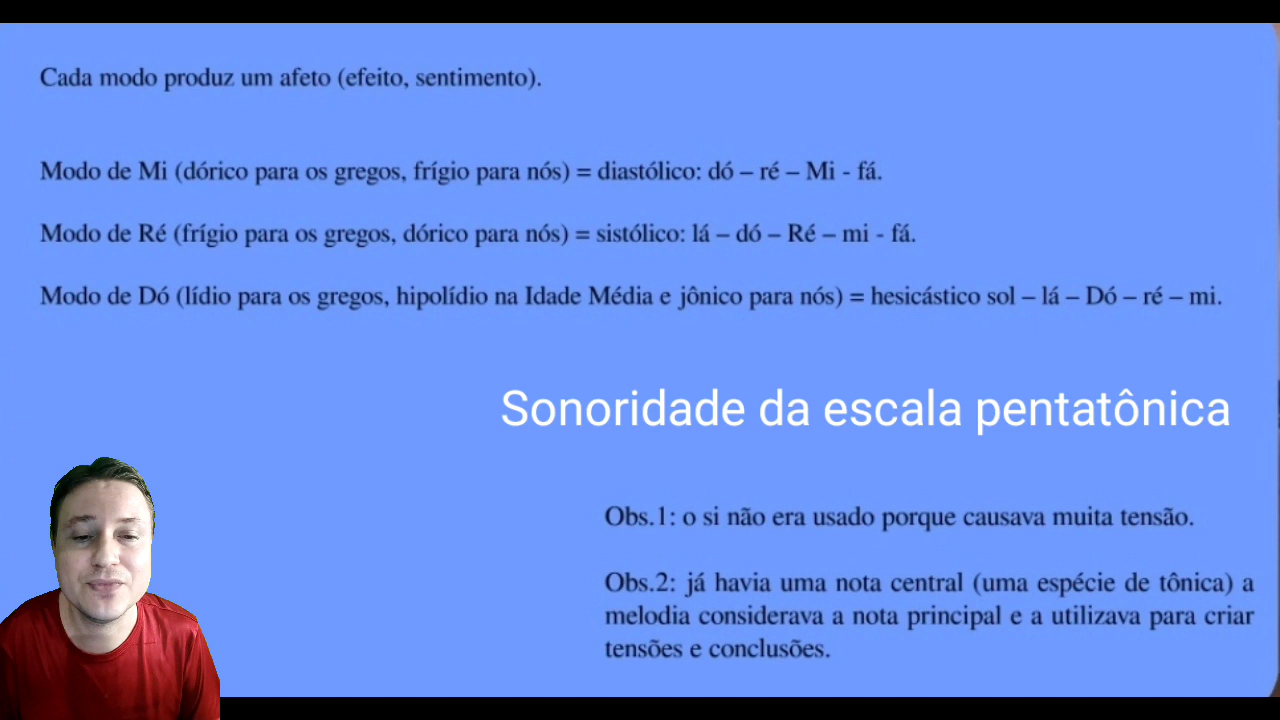 Cada modo produz um afeto (efeito, sentimento).
Modo de Mi (dórico para os gregos, frígio para nós) = diastólico: dó – ré – Mi - fá.
Modo de Ré (frígio para os gregos, dórico para nós) = sistólico: lá – dó – Ré – mi - fá.
Modo de Dó (lídio para os gregos, hipolídio na Idade Média e jônico para nós) = hesicástico sol – lá – Dó – ré – mi.
Sonoridade da escala pentatônica
Obs.1: o si não era usado porque causava muita tensão.
Obs.2: já havia uma nota central (uma espécie de tônica) a
melodia considerava a nota principal e a utilizava para criar
tensões e conclusões.